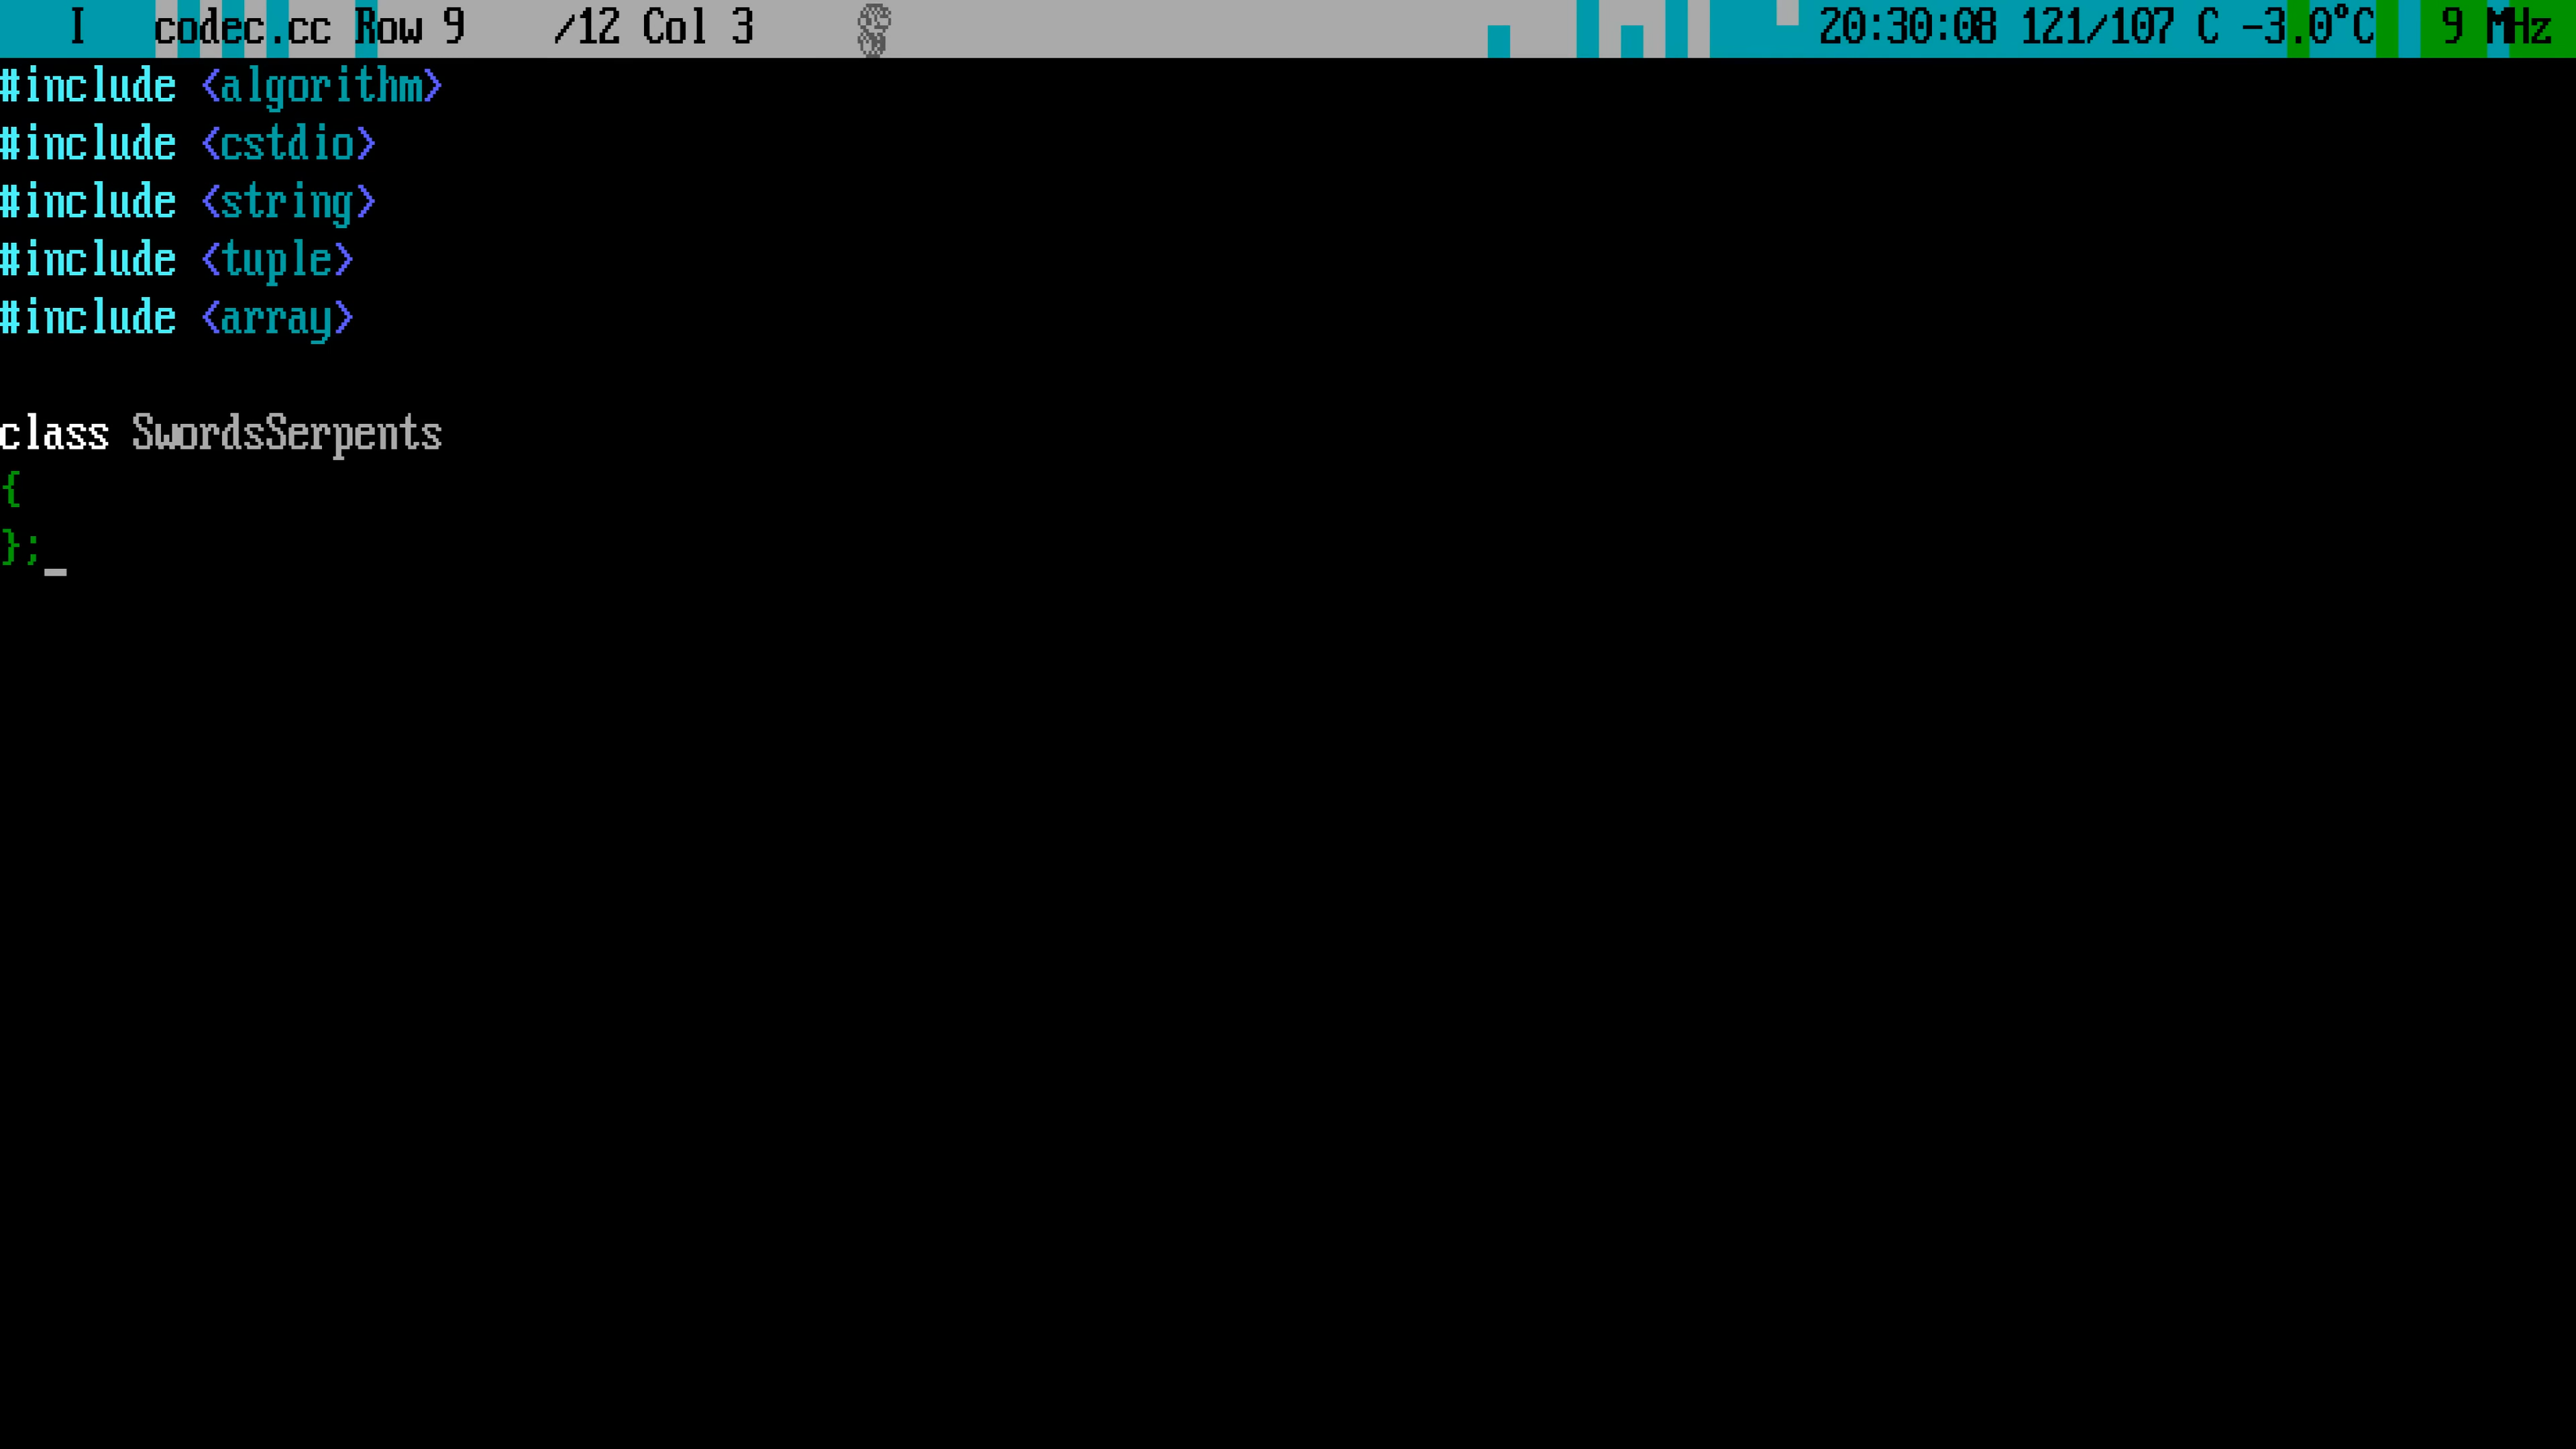 I codec.cc Row 9 /12 Col 3 20:30:08 121/107 C -3.0°C 9 MHz
#include <algorithm>
#include <cstdio>
#include <string>
#include <tuple>
#include <array>
class SwordsSerpents
{
};